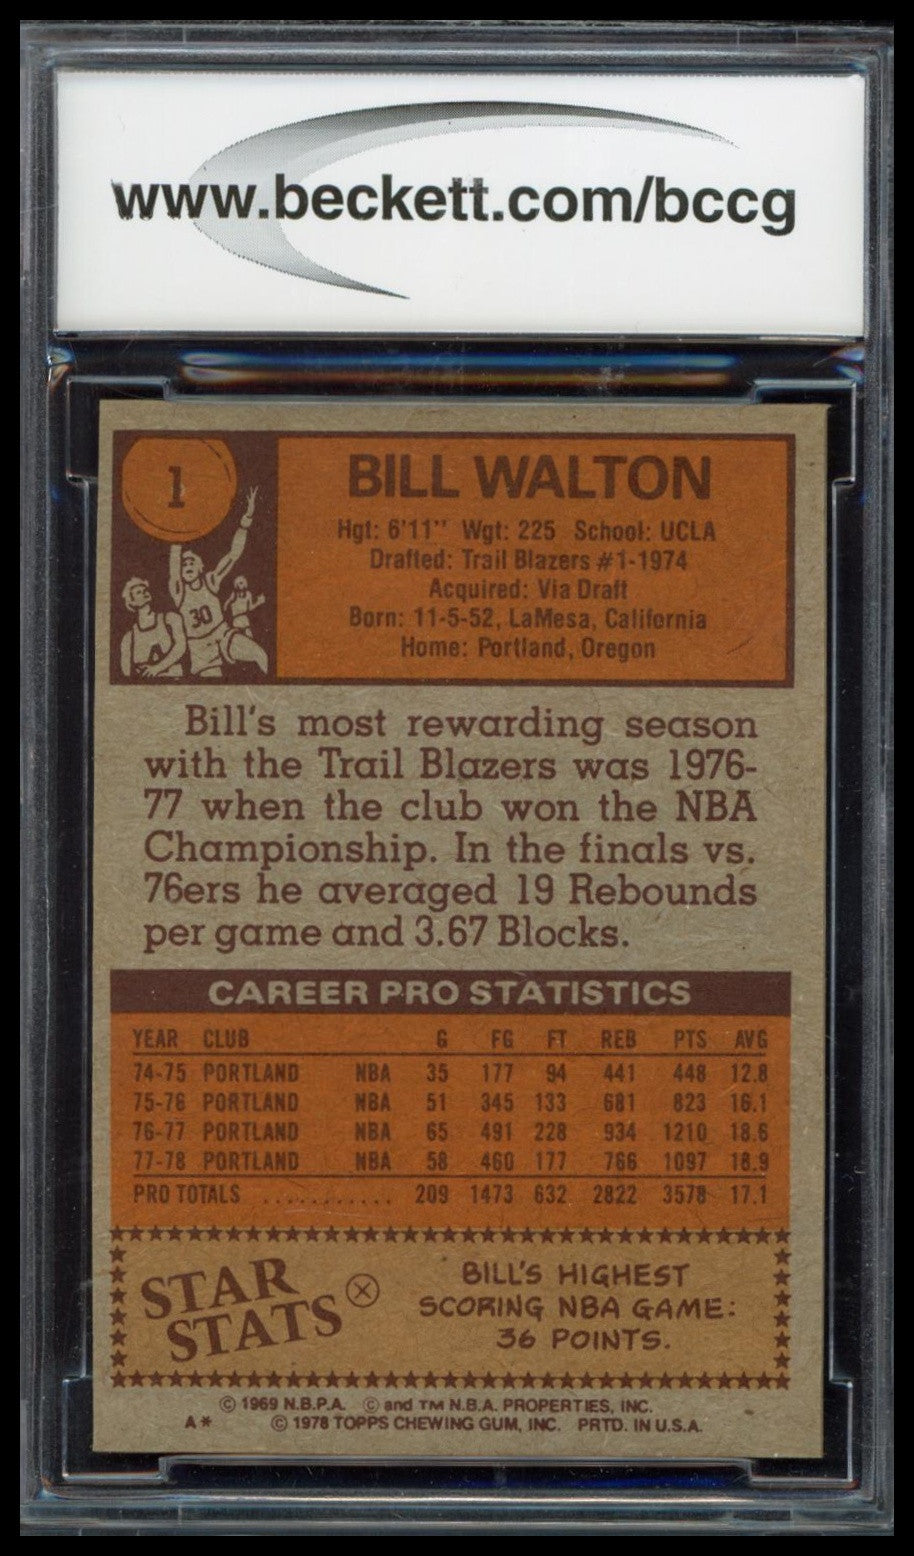 www.beckett.com/bccg
1
BILL WALTON
Hgt: 6'11" Wgt: 225 School: UCLA
Drafted: Trail Blazers #1-1974
Acquired: Via Draft
Born: 11-5-52, LaMesa, California
Home: Portland, Oregon
30
Bill's most rewarding season
with the Trail Blazers was 1976-
77 when the club won the NBA
Championship. In the finals vs.
76ers he averaged 19 Rebounds
per game and 3.67 Blocks.
CAREER PRO STATISTICS
YEAR CLUB G FG FT REB PTS AVG
74-75 PORTLAND NBA 35 177 94 441 448 12.8
75-76 PORTLAND NBA 51 345 133 681 823 16.1
76-77 PORTLAND NBA 65 491 228 934 1210 18.6
77-78 PORTLAND NBA 58 460 177 766 1097 18.9
PRO TOTALS ........... 209 1473 632 2822 3578 17.1
STAR
STATS
BILL'S HIGHEST
SCORING NBA GAME:
36 POINTS.
© 1969 N.B.P.A. © and TM N.B.A. PROPERTIES, INC.
A* © 1978 TOPPS CHEWING GUM, INC. PRTD. IN U.S.A.